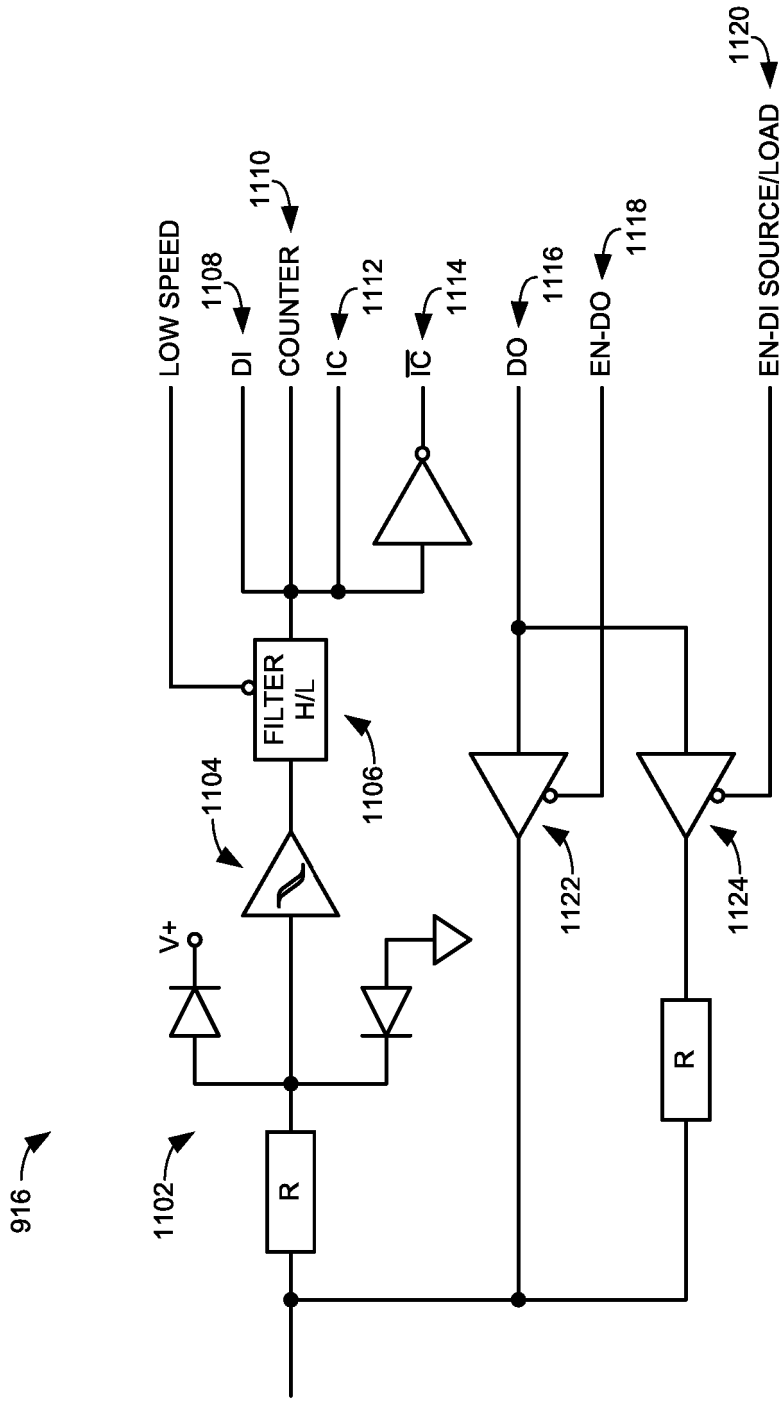 916
1102
R
V+
1104
FILTER
H/L
1106
LOW SPEED
DI
1108
COUNTER
1110
IC
1112
IC
1114
DO
1116
EN-DO
1118
1122
R
1124
EN-DI SOURCE/LOAD
1120